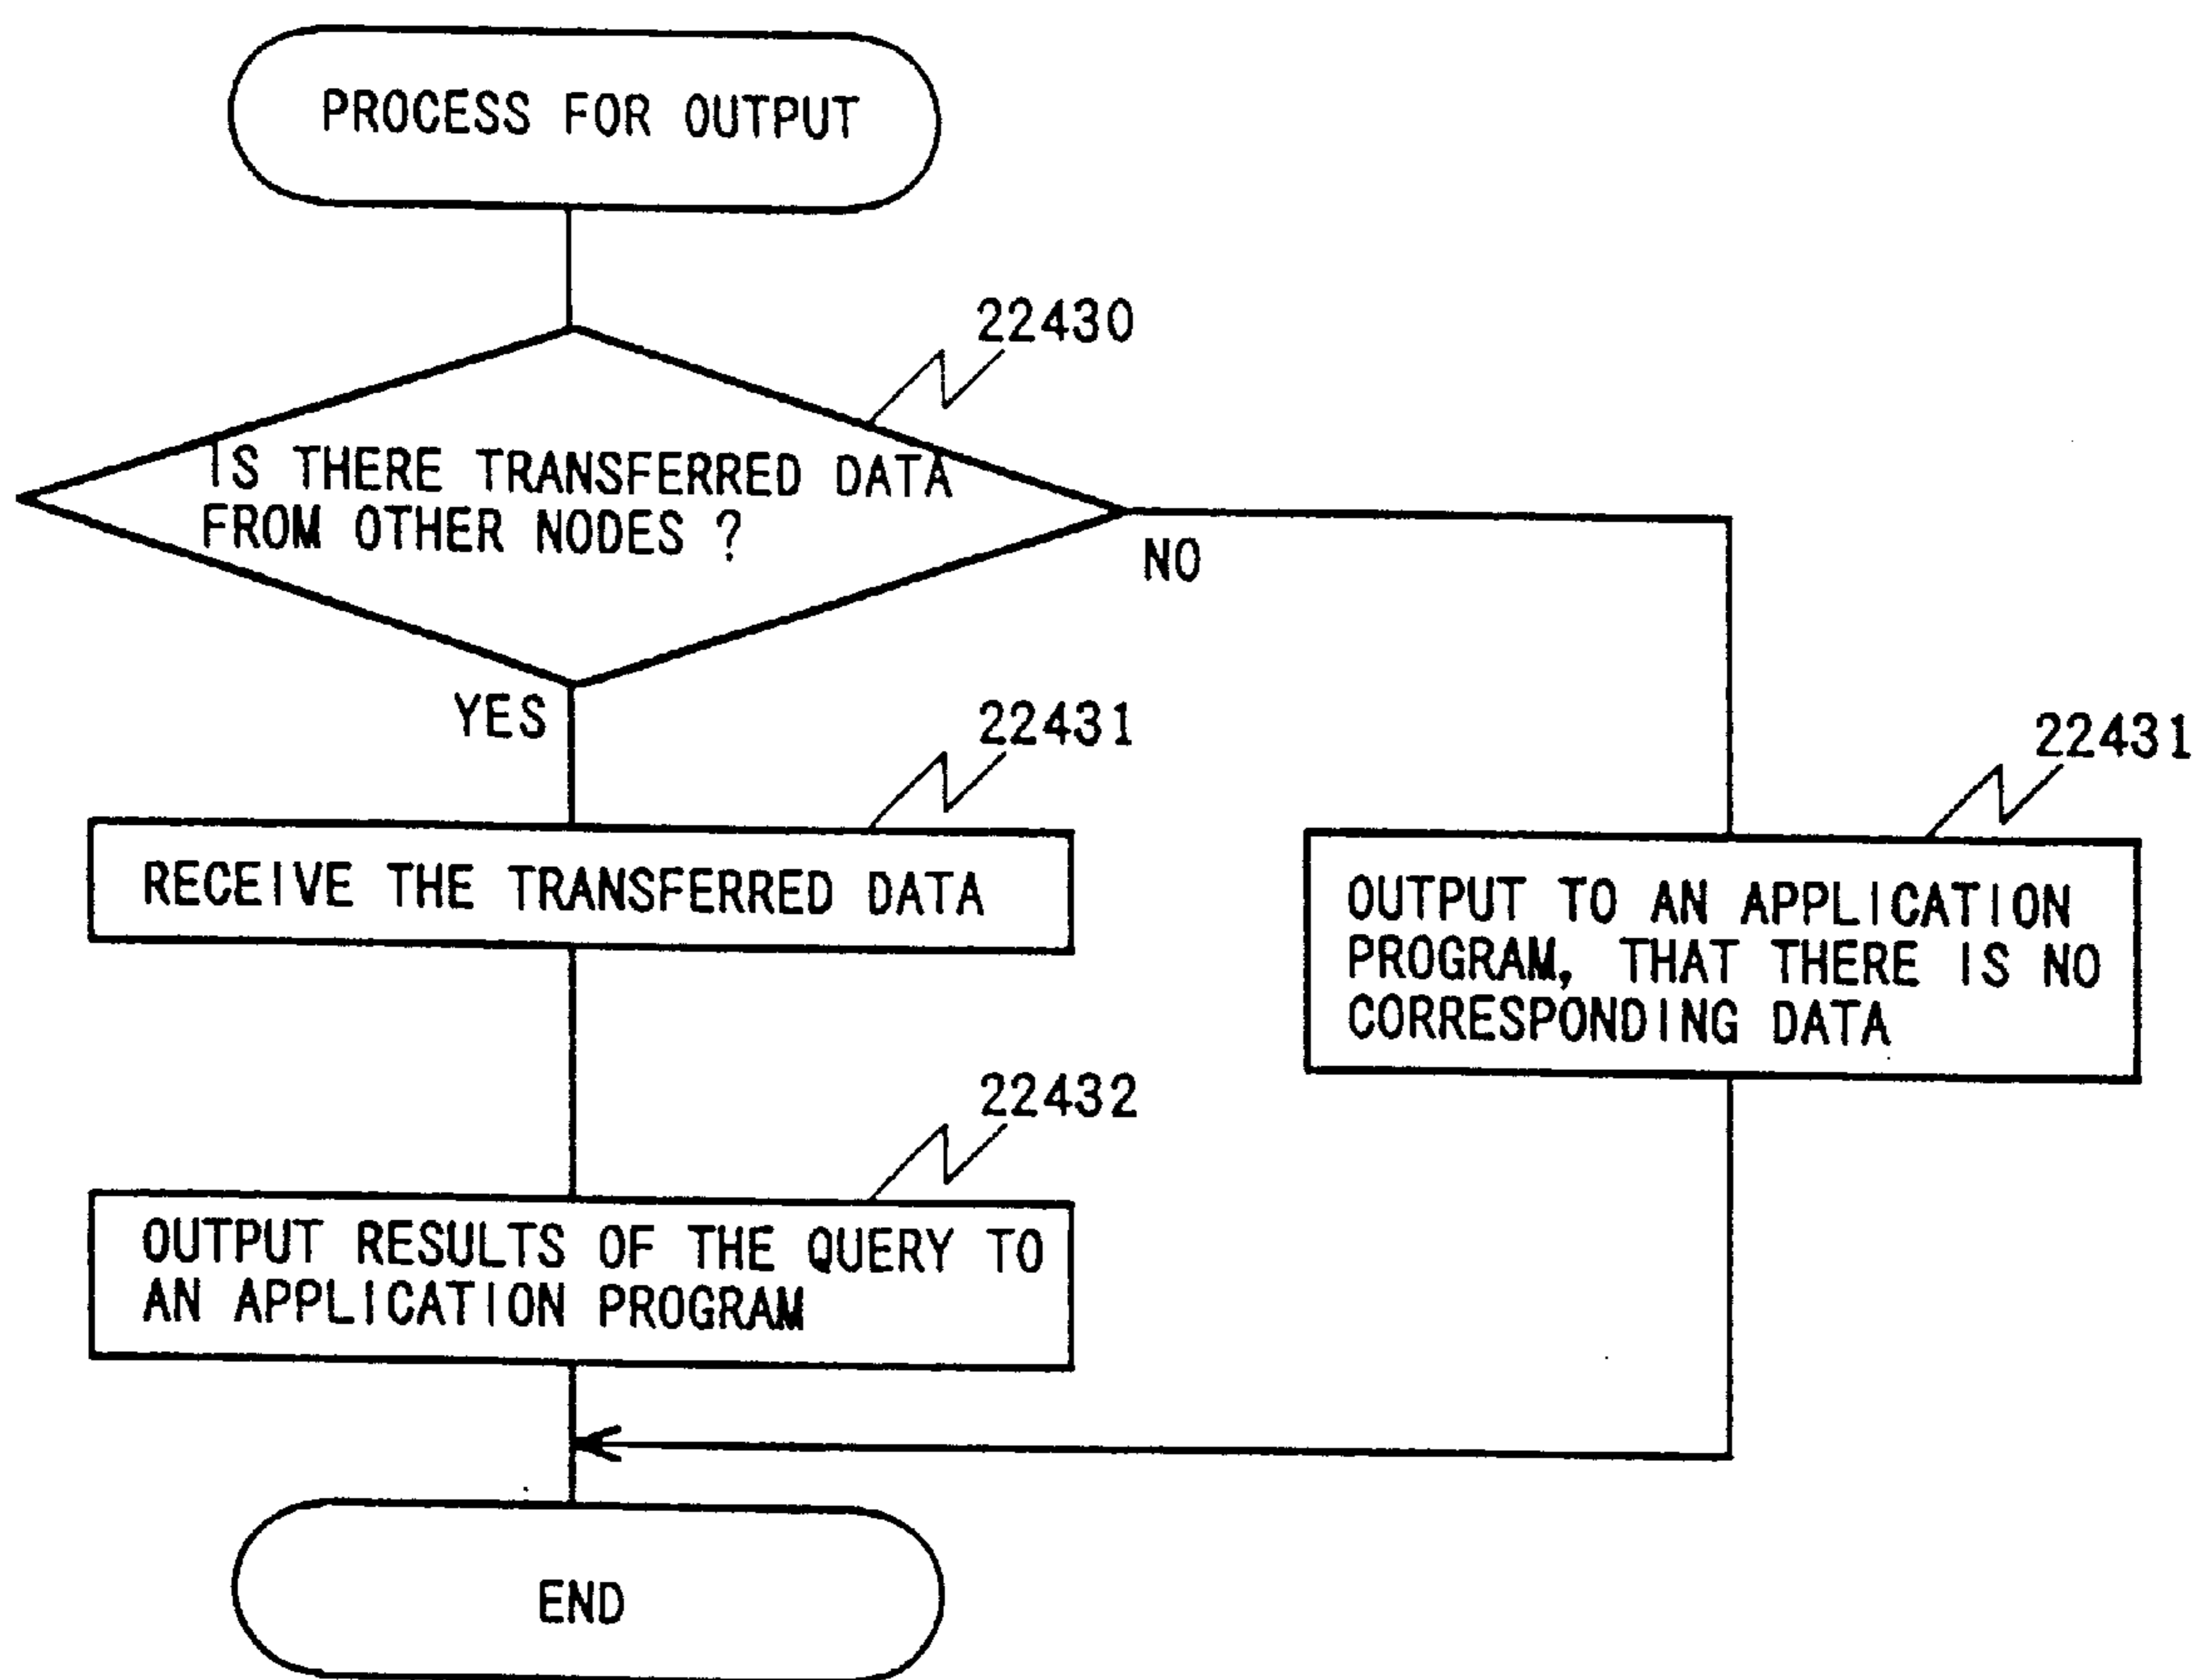 PROCESS FOR OUTPUT
22430
IS THERE TRANSFERRED DATA
FROM OTHER NODES ?
NO
YES
22431
RECEIVE THE TRANSFERRED DATA
22431
OUTPUT TO AN APPLICATION
PROGRAM, THAT THERE IS NO
CORRESPONDING DATA
22432
OUTPUT RESULTS OF THE QUERY TO
AN APPLICATION PROGRAM
END